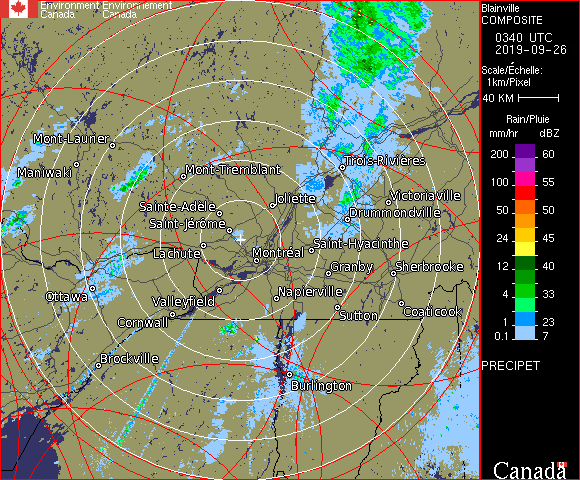 Environment Environnement
Canada Canada
Blainville
COMPOSITE
0340 UTC
2019-09-26
Scale/Échelle:
1km/Pixel
40 KM
Rain/Pluie
mm/hr dBZ
200 60
150
100 55
50 50
24 45
12 40
4 33
1 23
0.1 7
PRECIPET
Canada
Mont-Laurier
Maniwaki
Mont-Tremblant
Trois-Rivières
Sainte-Adèle
Joliette
Victoriaville
Saint-Jérôme
Drummondville
Lachute
Montréal
Saint-Hyacinthe
Granby
Sherbrooke
Ottawa
Valleyfield
Napierville
Cornwall
Sutton
Coaticook
Brockville
Burlington